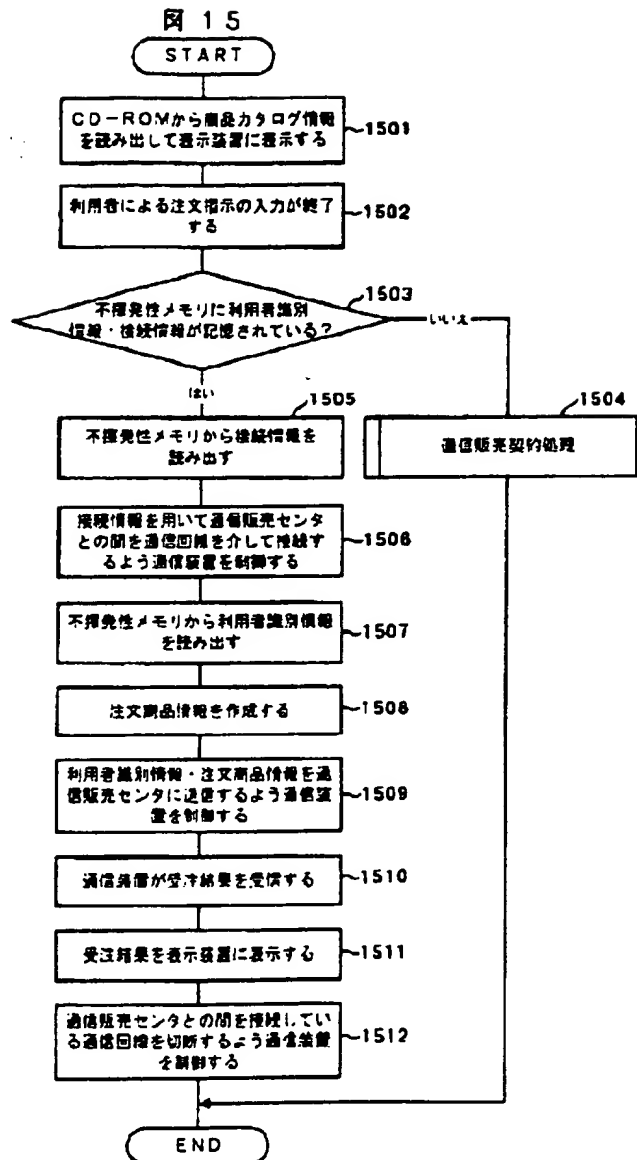 図 15
START
CD-ROMから商品カタログ情報
を読み出して表示装置に表示する
1501
利用者による注文指示の入力が終了
する
1502
1503
不揮発性メモリに利用者識別
情報・接続情報が記憶されている?
いいえ
はい
1505
不揮発性メモリから接続情報を
読み出す
1504
通信販売契約処理
接続情報を用いて通信販売センタ
との間を通信回線を介して接続す
るよう通信装置を制御する
1506
不揮発性メモリから利用者識別情報
を読み出す
1507
注文商品情報を作成する
1508
利用者識別情報・注文商品情報を通
信販売センタに送信するよう通信装
置を制御する
1509
通信装置が受注結果を受信する
1510
受注結果を表示装置に表示する
1511
通信販売センタとの間を接続してい
る通信回線を切断するよう通信装置
を制御する
1512
END